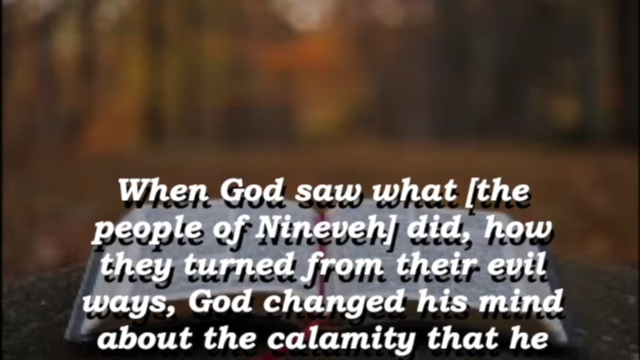 When God saw what [the
people of Nineveh] did, how
they turned from their evil
ways, God changed his mind
about the calamity that he